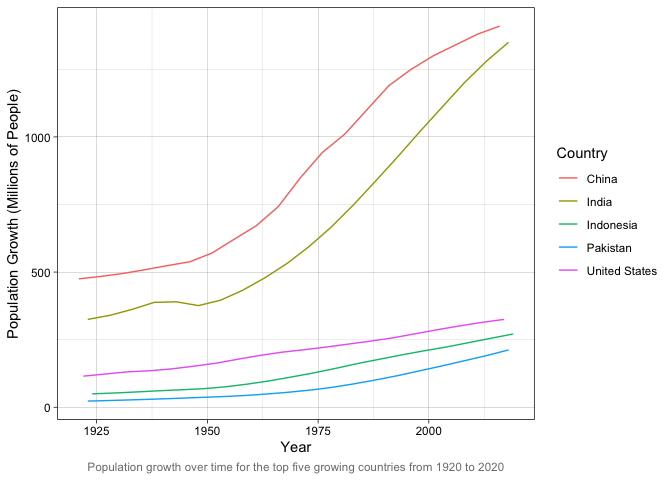 Population Growth (Millions of People)
1000
500
0
1925
1950
1975
2000
Year
Country
China
India
Indonesia
Pakistan
United States
Population growth over time for the top five growing countries from 1920 to 2020